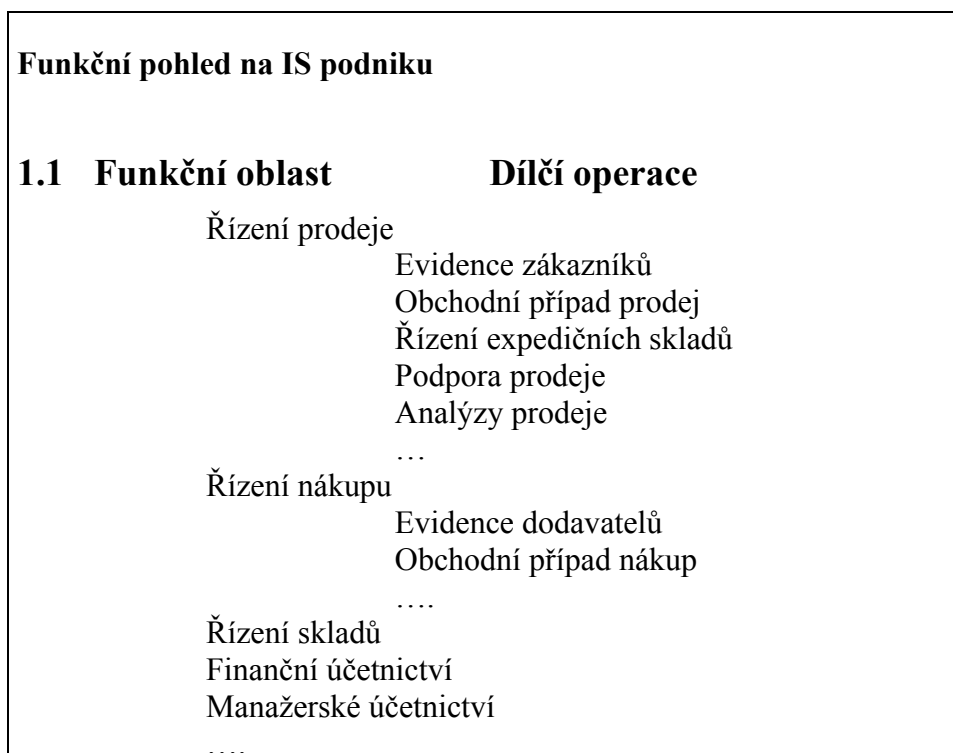 Funkční pohled na IS podniku
1.1 Funkční oblast Dílčí operace
Řízení prodeje
Evidence zákazníků
Obchodní případ prodej
Řízení expedičních skladů
Podpora prodeje
Analýzy prodeje
…
Řízení nákupu
Evidence dodavatelů
Obchodní případ nákup
….
Řízení skladů
Finanční účetnictví
Manažerské účetnictví
….